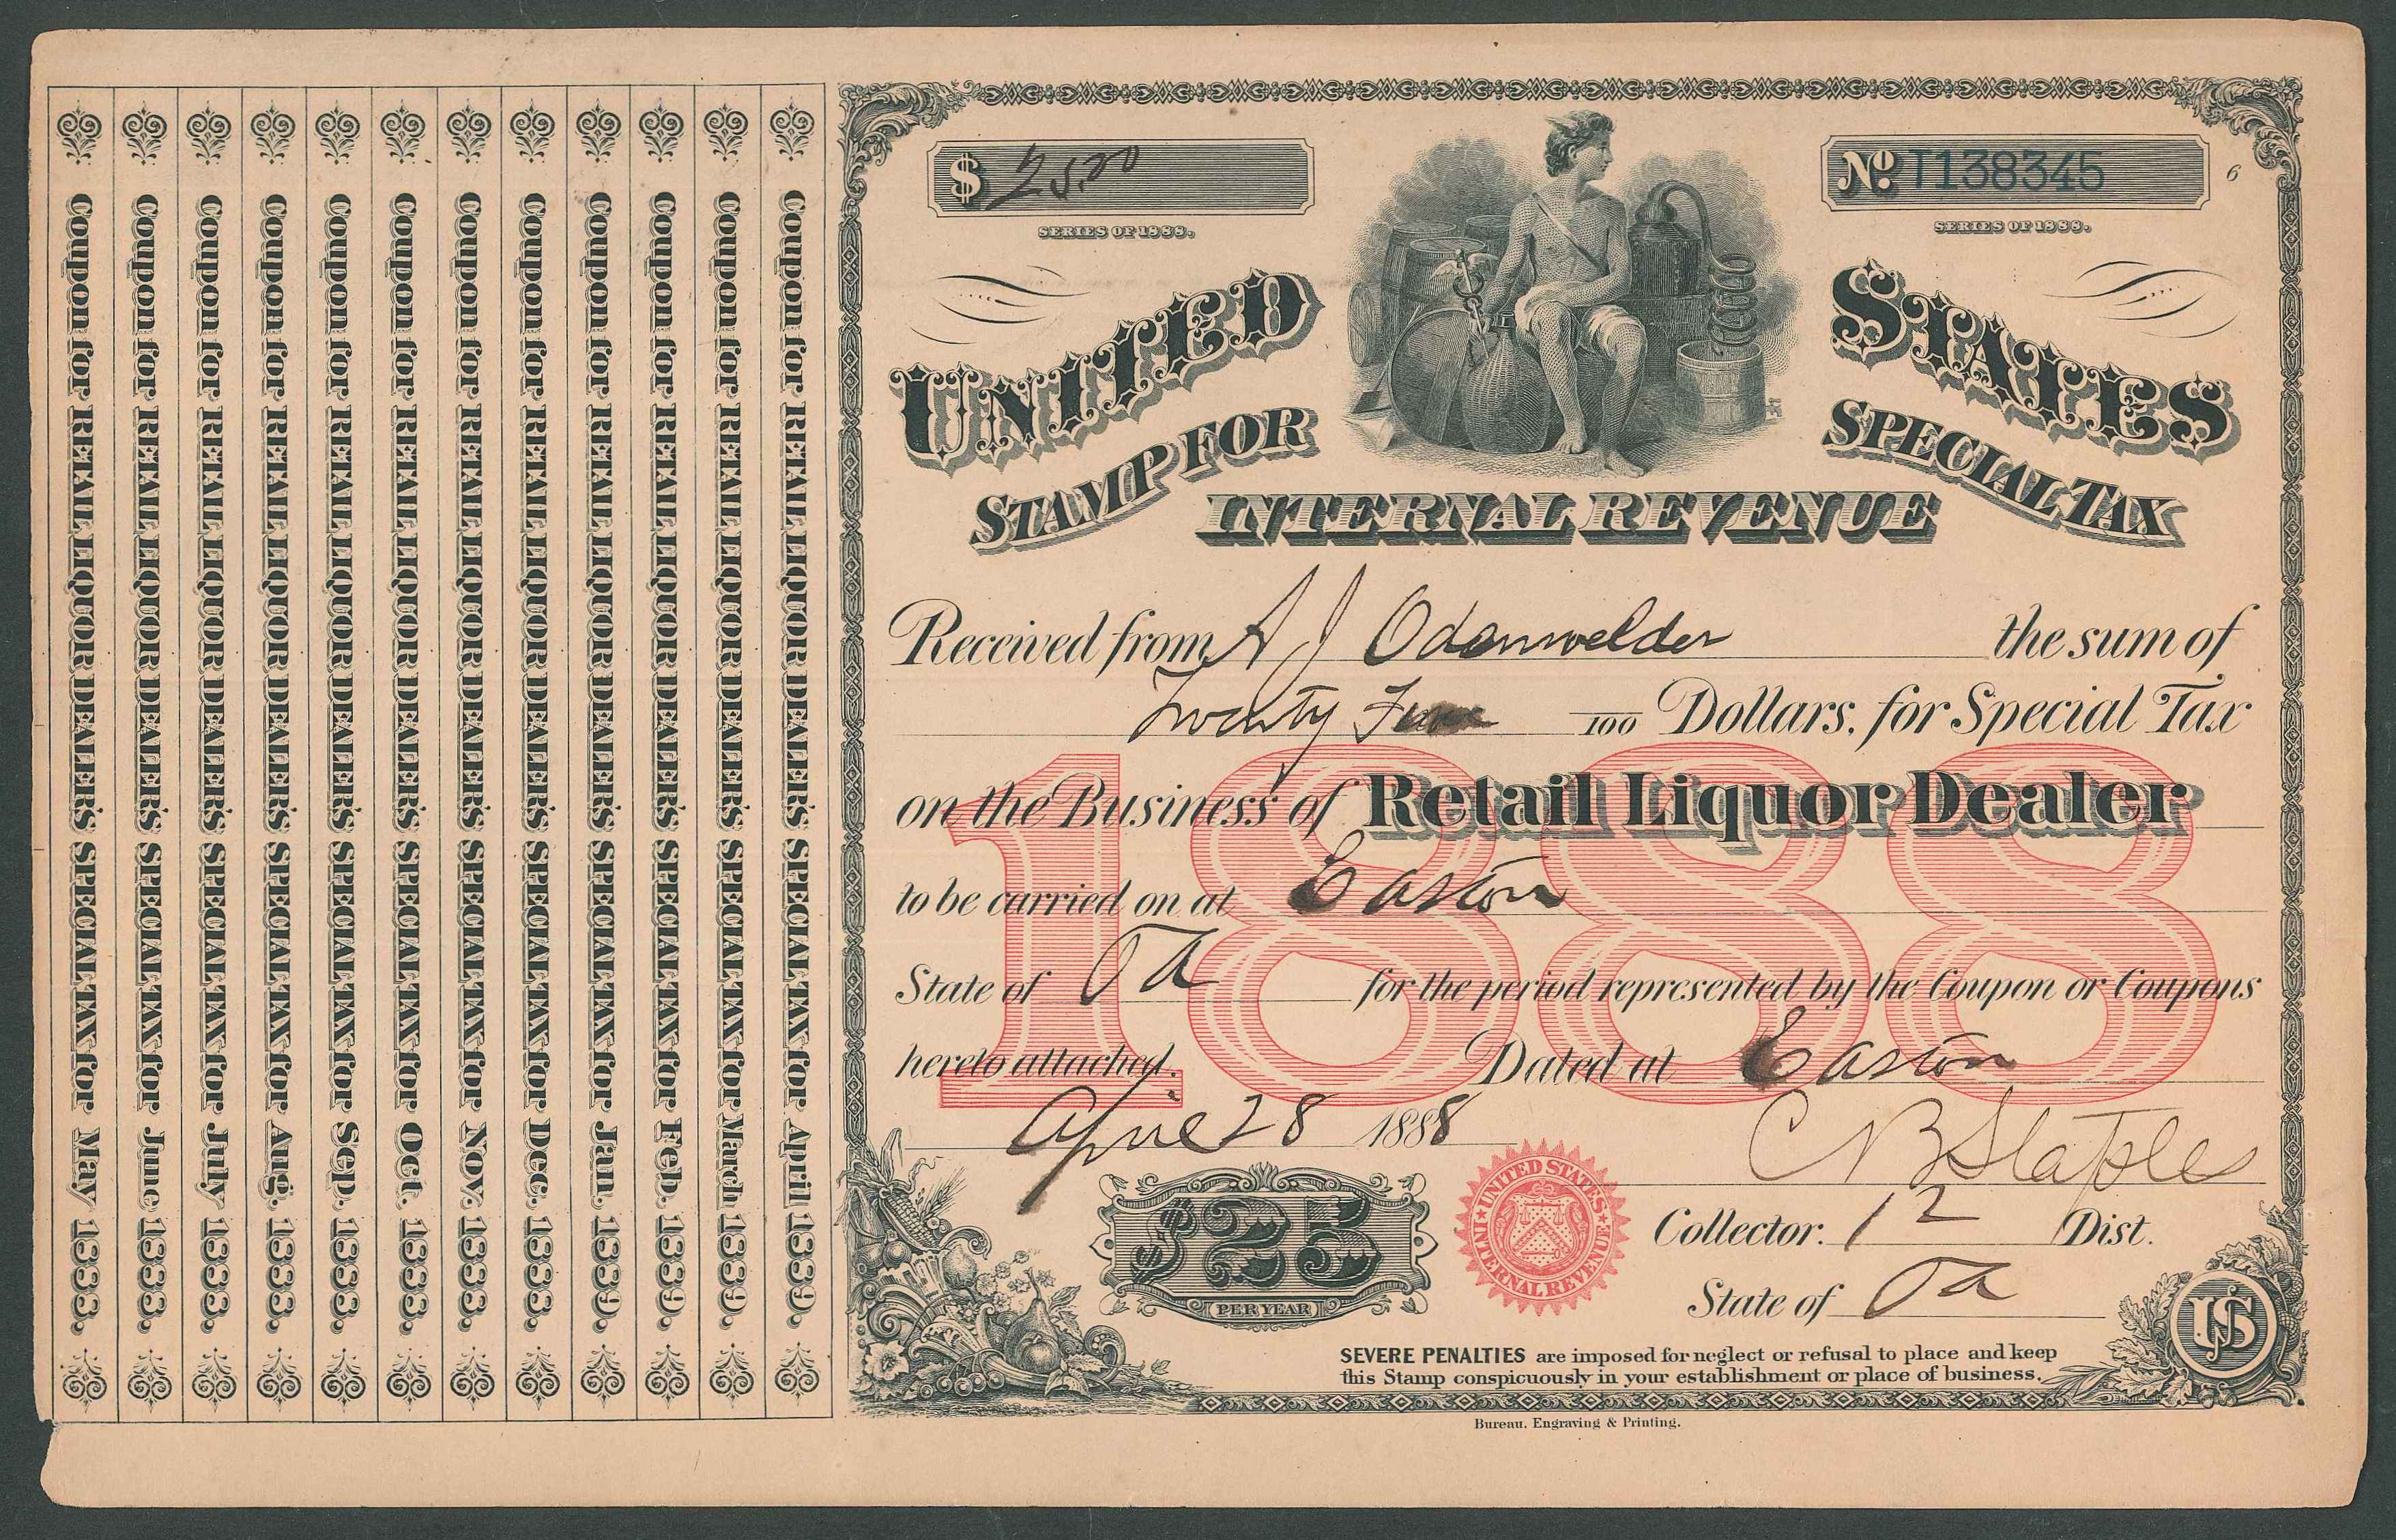 Coupon for RETAIL LIQUOR DEALER'S SPECIAL TAX for May 1888.
Coupon for RETAIL LIQUOR DEALER'S SPECIAL TAX for June 1888.
Coupon for RETAIL LIQUOR DEALER'S SPECIAL TAX for July 1888.
Coupon for RETAIL LIQUOR DEALER'S SPECIAL TAX for Aug. 1888.
Coupon for RETAIL LIQUOR DEALER'S SPECIAL TAX for Sep. 1888.
Coupon for RETAIL LIQUOR DEALER'S SPECIAL TAX for Oct. 1888.
Coupon for RETAIL LIQUOR DEALER'S SPECIAL TAX for Nov. 1888.
Coupon for RETAIL LIQUOR DEALER'S SPECIAL TAX for Dec. 1888.
Coupon for RETAIL LIQUOR DEALER'S SPECIAL TAX for Jan. 1889.
Coupon for RETAIL LIQUOR DEALER'S SPECIAL TAX for Feb. 1889.
Coupon for RETAIL LIQUOR DEALER'S SPECIAL TAX for March 1889.
Coupon for RETAIL LIQUOR DEALER'S SPECIAL TAX for April 1889.
$ 25.00
No. T138345
6
SERIES OF 1888.
SERIES OF 1888.
UNITED STATES
STAMP FOR SPECIAL TAX
INTERNAL REVENUE
Received from A J Odenwelder the sum of
Twenty Five 100 Dollars, for Special Tax
on the Business of Retail Liquor Dealer
1888
to be carried on at Easton
State of Pa for the period represented by the Coupon or Coupons
hereto attached. Dated at Easton
April 28 1888
C B Staples
Collector. 12 Dist.
State of Pa
$25
PER YEAR
UNITED STATES
INTERNAL REVENUE
US
SEVERE PENALTIES are imposed for neglect or refusal to place and keep
this Stamp conspicuously in your establishment or place of business.
Bureau, Engraving & Printing.